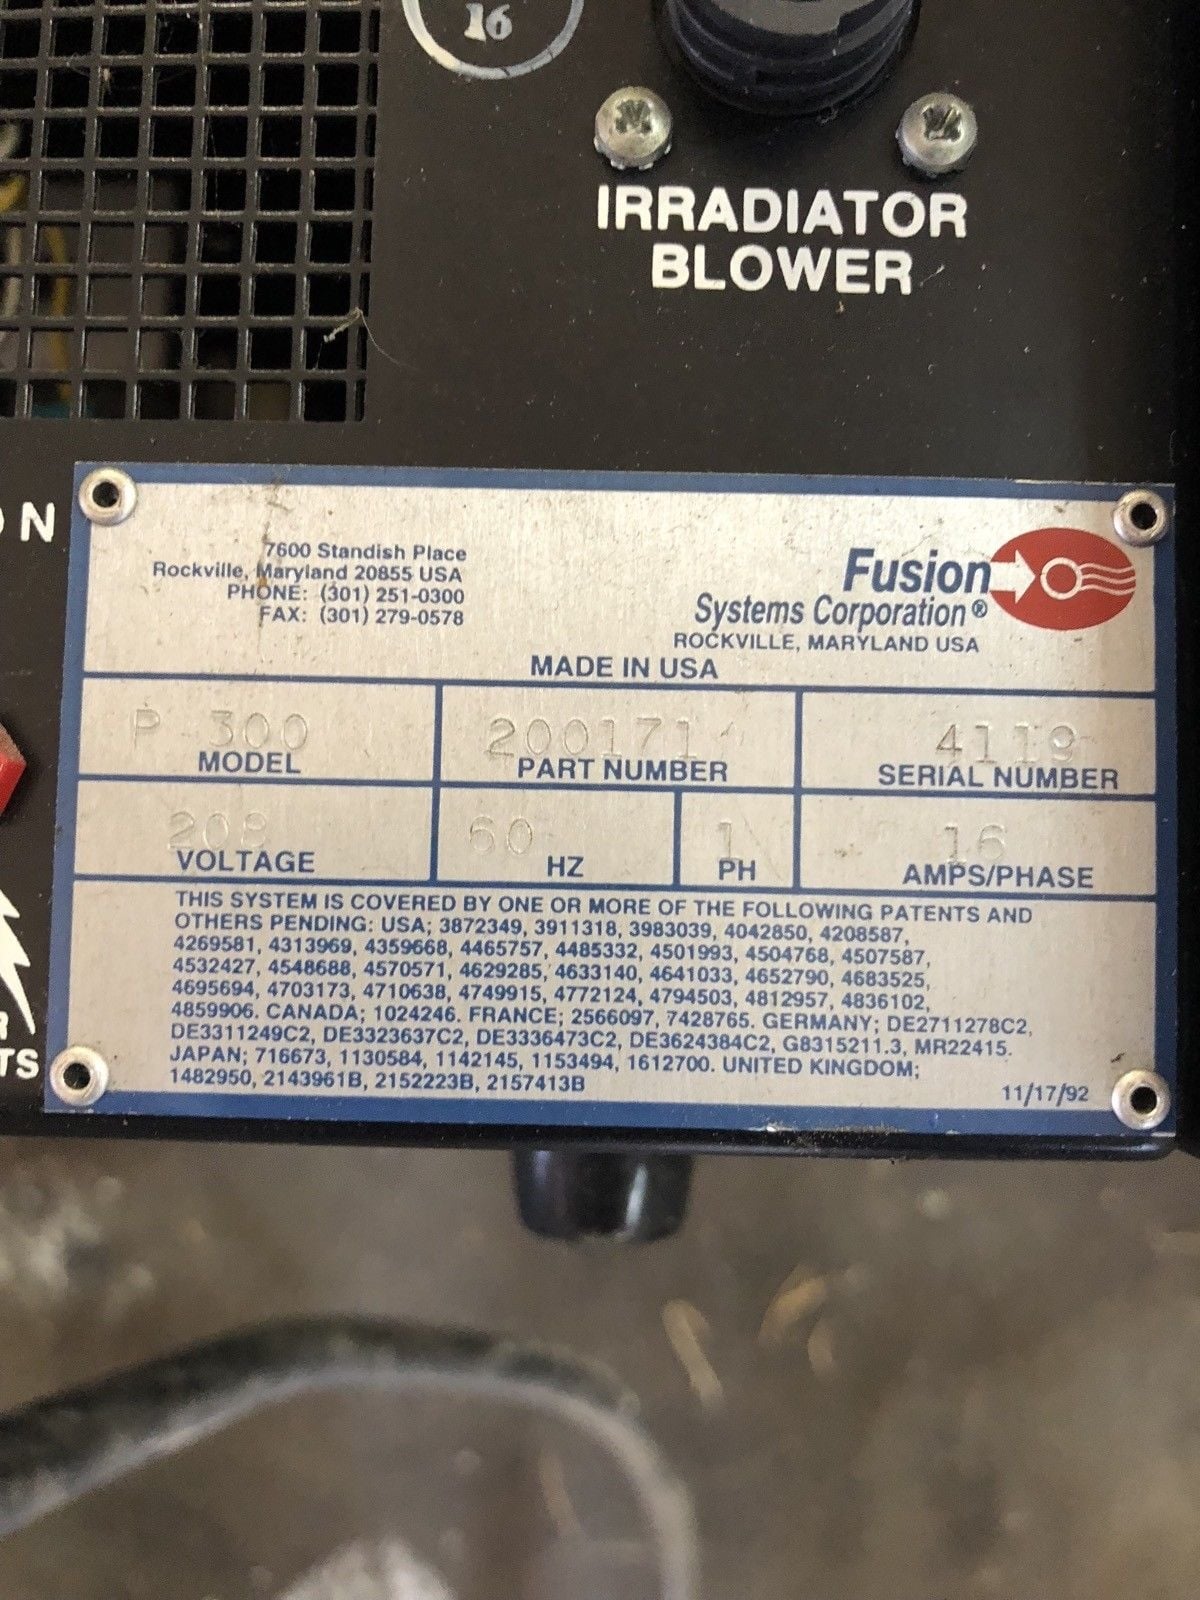 16
IRRADIATOR
BLOWER
ON
7600 Standish Place
Rockville, Maryland 20855 USA
PHONE: (301) 251-0300
FAX: (301) 279-0578
Fusion
Systems Corporation®
ROCKVILLE, MARYLAND USA
MADE IN USA
P 300
MODEL
200171
PART NUMBER
4119
SERIAL NUMBER
208
VOLTAGE
60
HZ
1
PH
16
AMPS/PHASE
THIS SYSTEM IS COVERED BY ONE OR MORE OF THE FOLLOWING PATENTS AND
OTHERS PENDING: USA; 3872349, 3911318, 3983039, 4042850, 4208587,
4269581, 4313969, 4359668, 4465757, 4485332, 4501993, 4504768, 4507587,
4532427, 4548688, 4570571, 4629285, 4633140, 4641033, 4652790, 4683525,
4695694, 4703173, 4710638, 4749915, 4772124, 4794503, 4812957, 4836102,
4859906. CANADA; 1024246. FRANCE; 2566097, 7428765. GERMANY; DE2711278C2,
DE3311249C2, DE3323637C2, DE3336473C2, DE3624384C2, G8315211.3, MR22415.
JAPAN; 716673, 1130584, 1142145, 1153494, 1612700. UNITED KINGDOM;
1482950, 2143961B, 2152223B, 2157413B
11/17/92